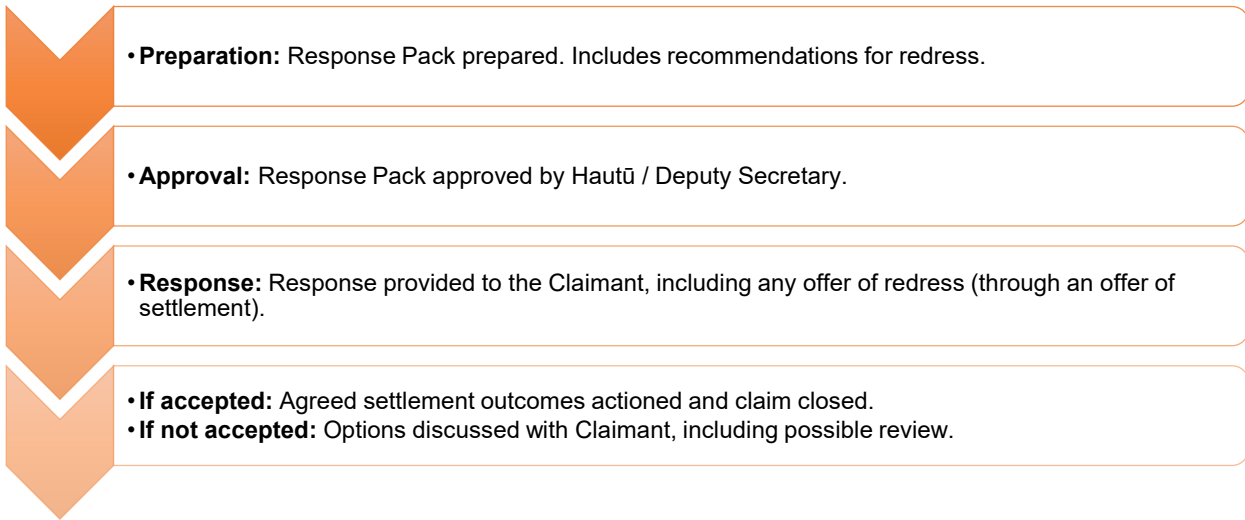 • Preparation: Response Pack prepared. Includes recommendations for redress.
• Approval: Response Pack approved by Hautū / Deputy Secretary.
• Response: Response provided to the Claimant, including any offer of redress (through an offer of
settlement).
• If accepted: Agreed settlement outcomes actioned and claim closed.
• If not accepted: Options discussed with Claimant, including possible review.